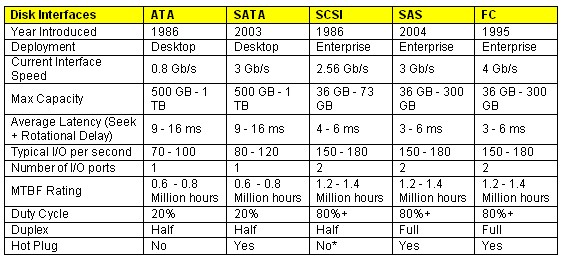 Disk Interfaces ATA SATA SCSI SAS FC
Year Introduced 1986 2003 1986 2004 1995
Deployment Desktop Desktop Enterprise Enterprise Enterprise
Current Interface Speed 0.8 Gb/s 3 Gb/s 2.56 Gb/s 3 Gb/s 4 Gb/s
Max Capacity 500 GB - 1 TB 500 GB - 1 TB 36 GB - 73 GB 36 GB - 300 GB 36 GB - 300 GB
Average Latency (Seek + Rotational Delay) 9 - 16 ms 9 - 16 ms 4 - 6 ms 3 - 6 ms 3 - 6 ms
Typical I/O per second 70 - 100 80 - 120 150 - 180 150 - 180 150 - 180
Number of I/O ports 1 1 2 2 2
MTBF Rating 0.6 - 0.8 Million hours 0.6 - 0.8 Million hours 1.2 - 1.4 Million hours 1.2 - 1.4 Million hours 1.2 - 1.4 Million hours
Duty Cycle 20% 20% 80%+ 80%+ 80%+
Duplex Half Half Half Full Full
Hot Plug No Yes No* Yes Yes